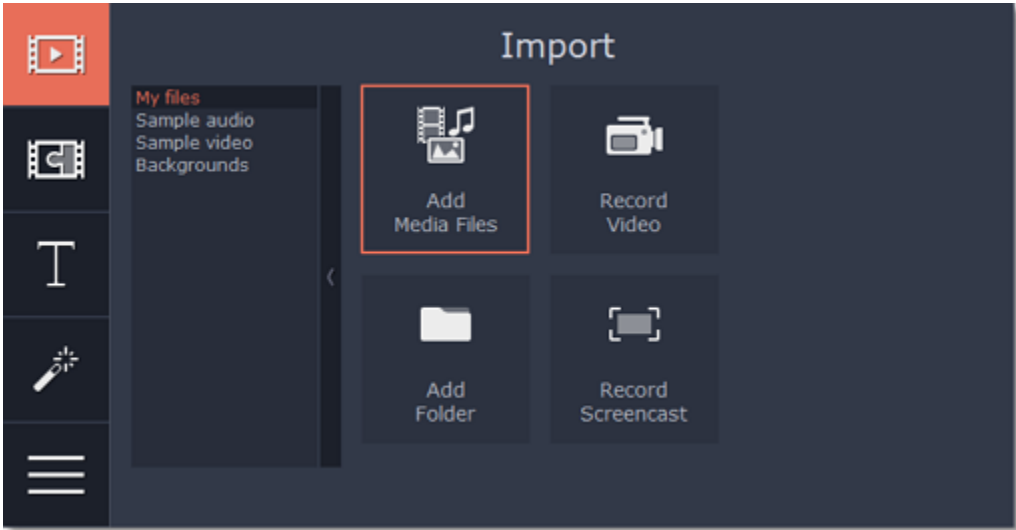 Import
My files
Sample audio
Sample video
Backgrounds
Add
Media Files
Record
Video
Add
Folder
Record
Screencast